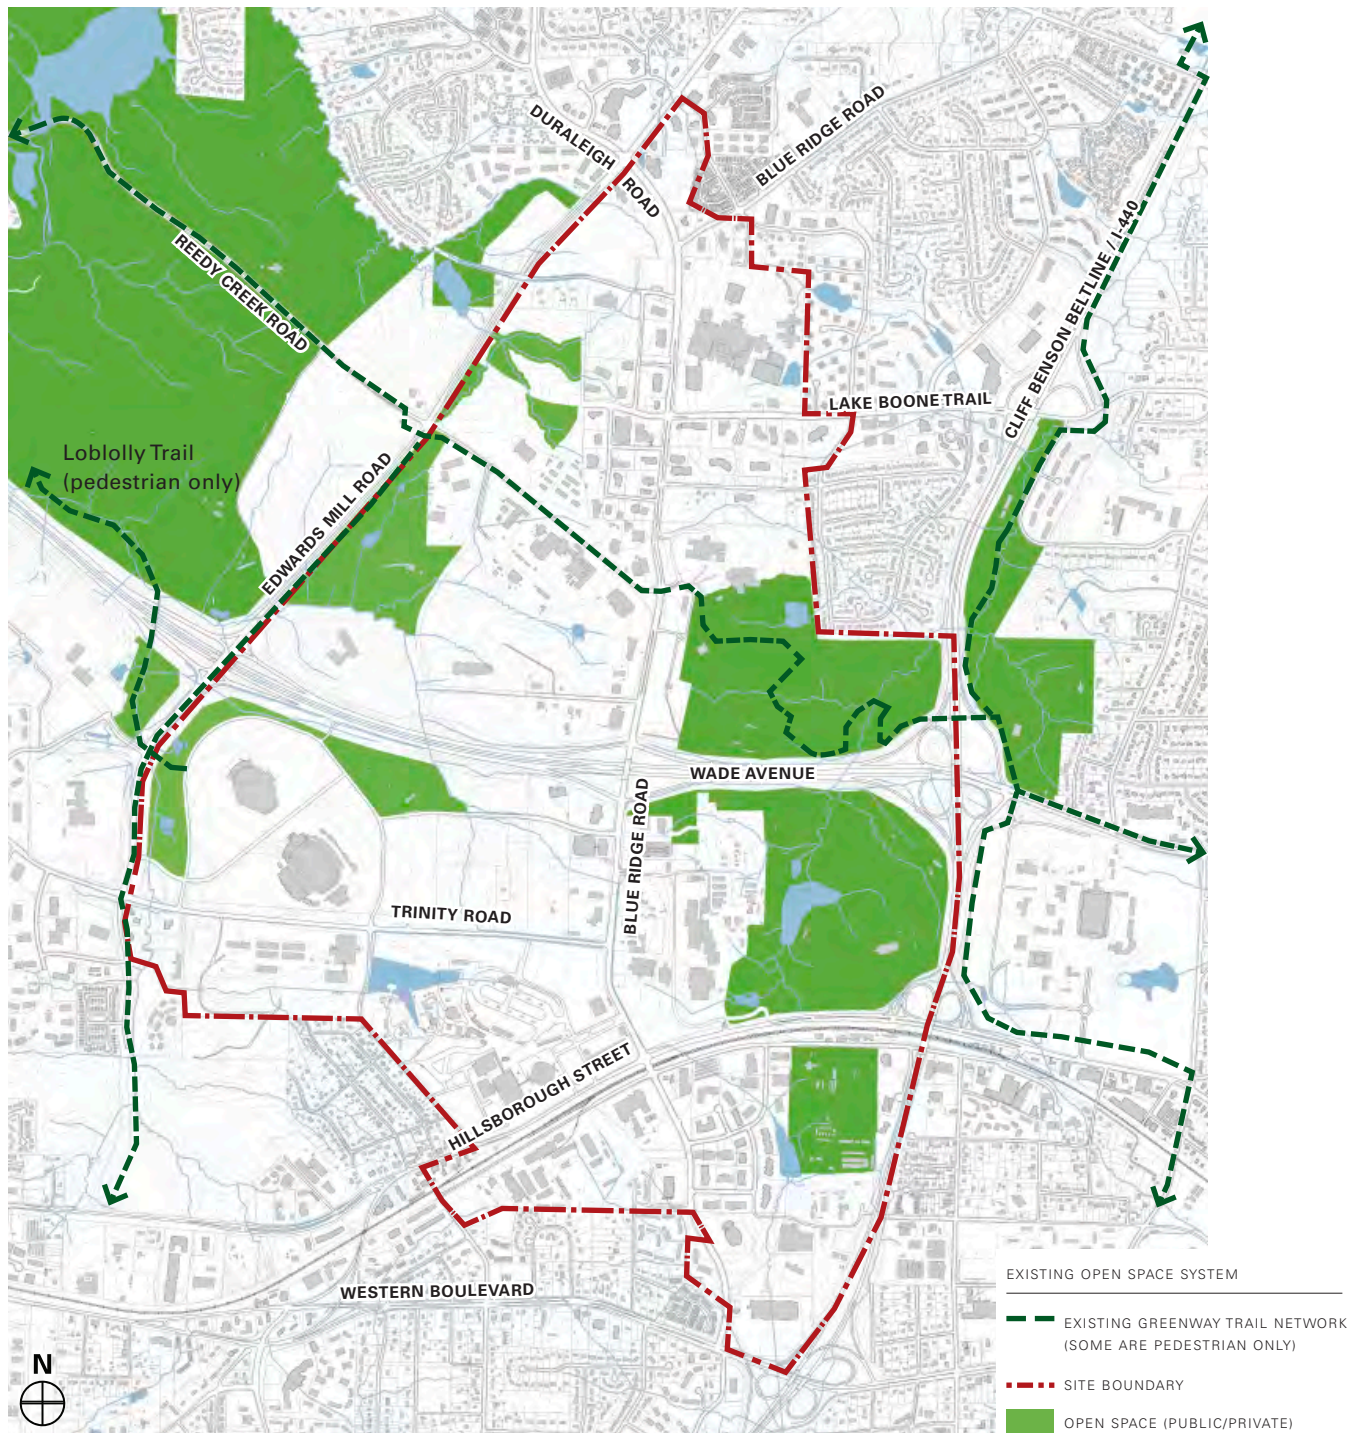 DURALEIGH ROAD
BLUE RIDGE ROAD
CLIFF BENSON BELTLINE / I-440
REEDY CREEK ROAD
LAKE BOONE TRAIL
Loblolly Trail
(pedestrian only)
EDWARDS MILL ROAD
WADE AVENUE
BLUE RIDGE ROAD
TRINITY ROAD
HILLSBOROUGH STREET
WESTERN BOULEVARD
N
EXISTING OPEN SPACE SYSTEM
EXISTING GREENWAY TRAIL NETWORK
(SOME ARE PEDESTRIAN ONLY)
SITE BOUNDARY
OPEN SPACE (PUBLIC/PRIVATE)